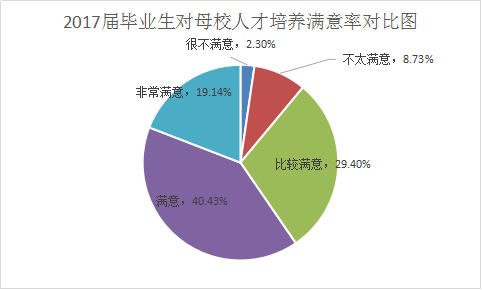 2017届毕业生对母校人才培养满意率对比图
很不满意，2.30%
不太满意，8.73%
非常满意，19.14%
比较满意，29.40%
满意，40.43%